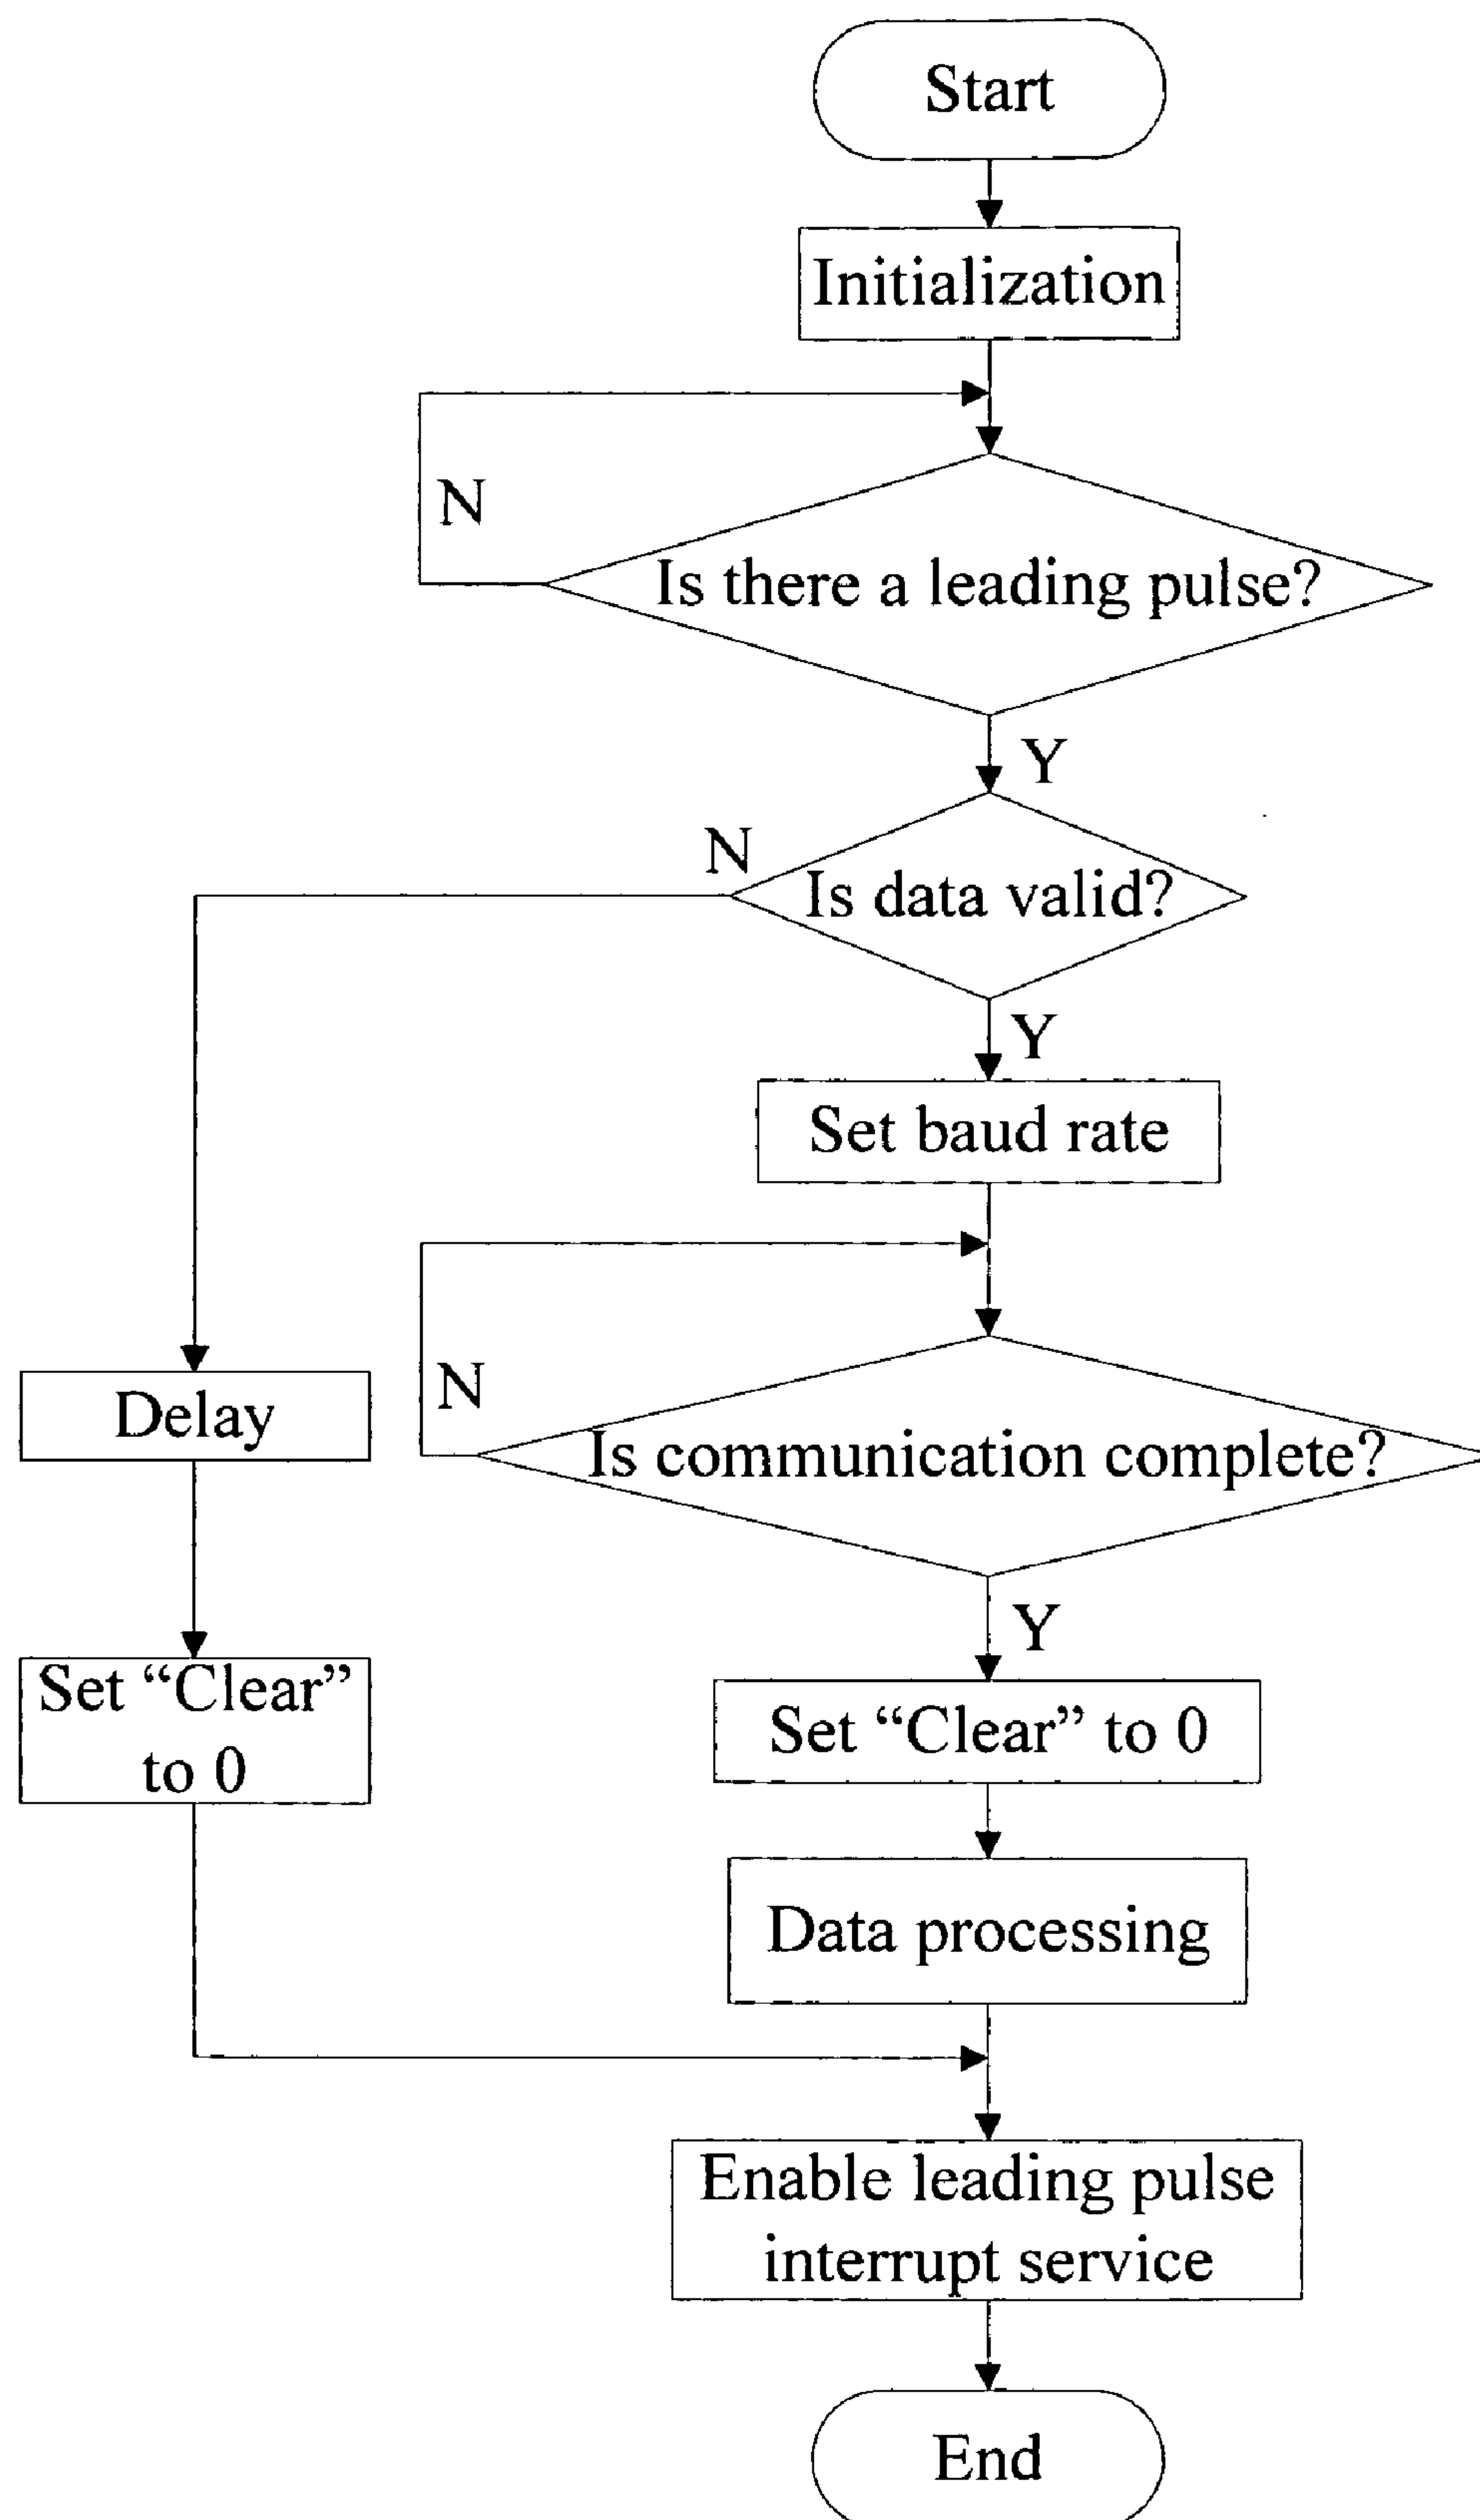 Start
Initialization
N
Is there a leading pulse?
Y
N
Is data valid?
Y
Set baud rate
N
Delay
Is communication complete?
Y
Set “Clear”
to 0
Set “Clear” to 0
Data processing
Enable leading pulse
interrupt service
End